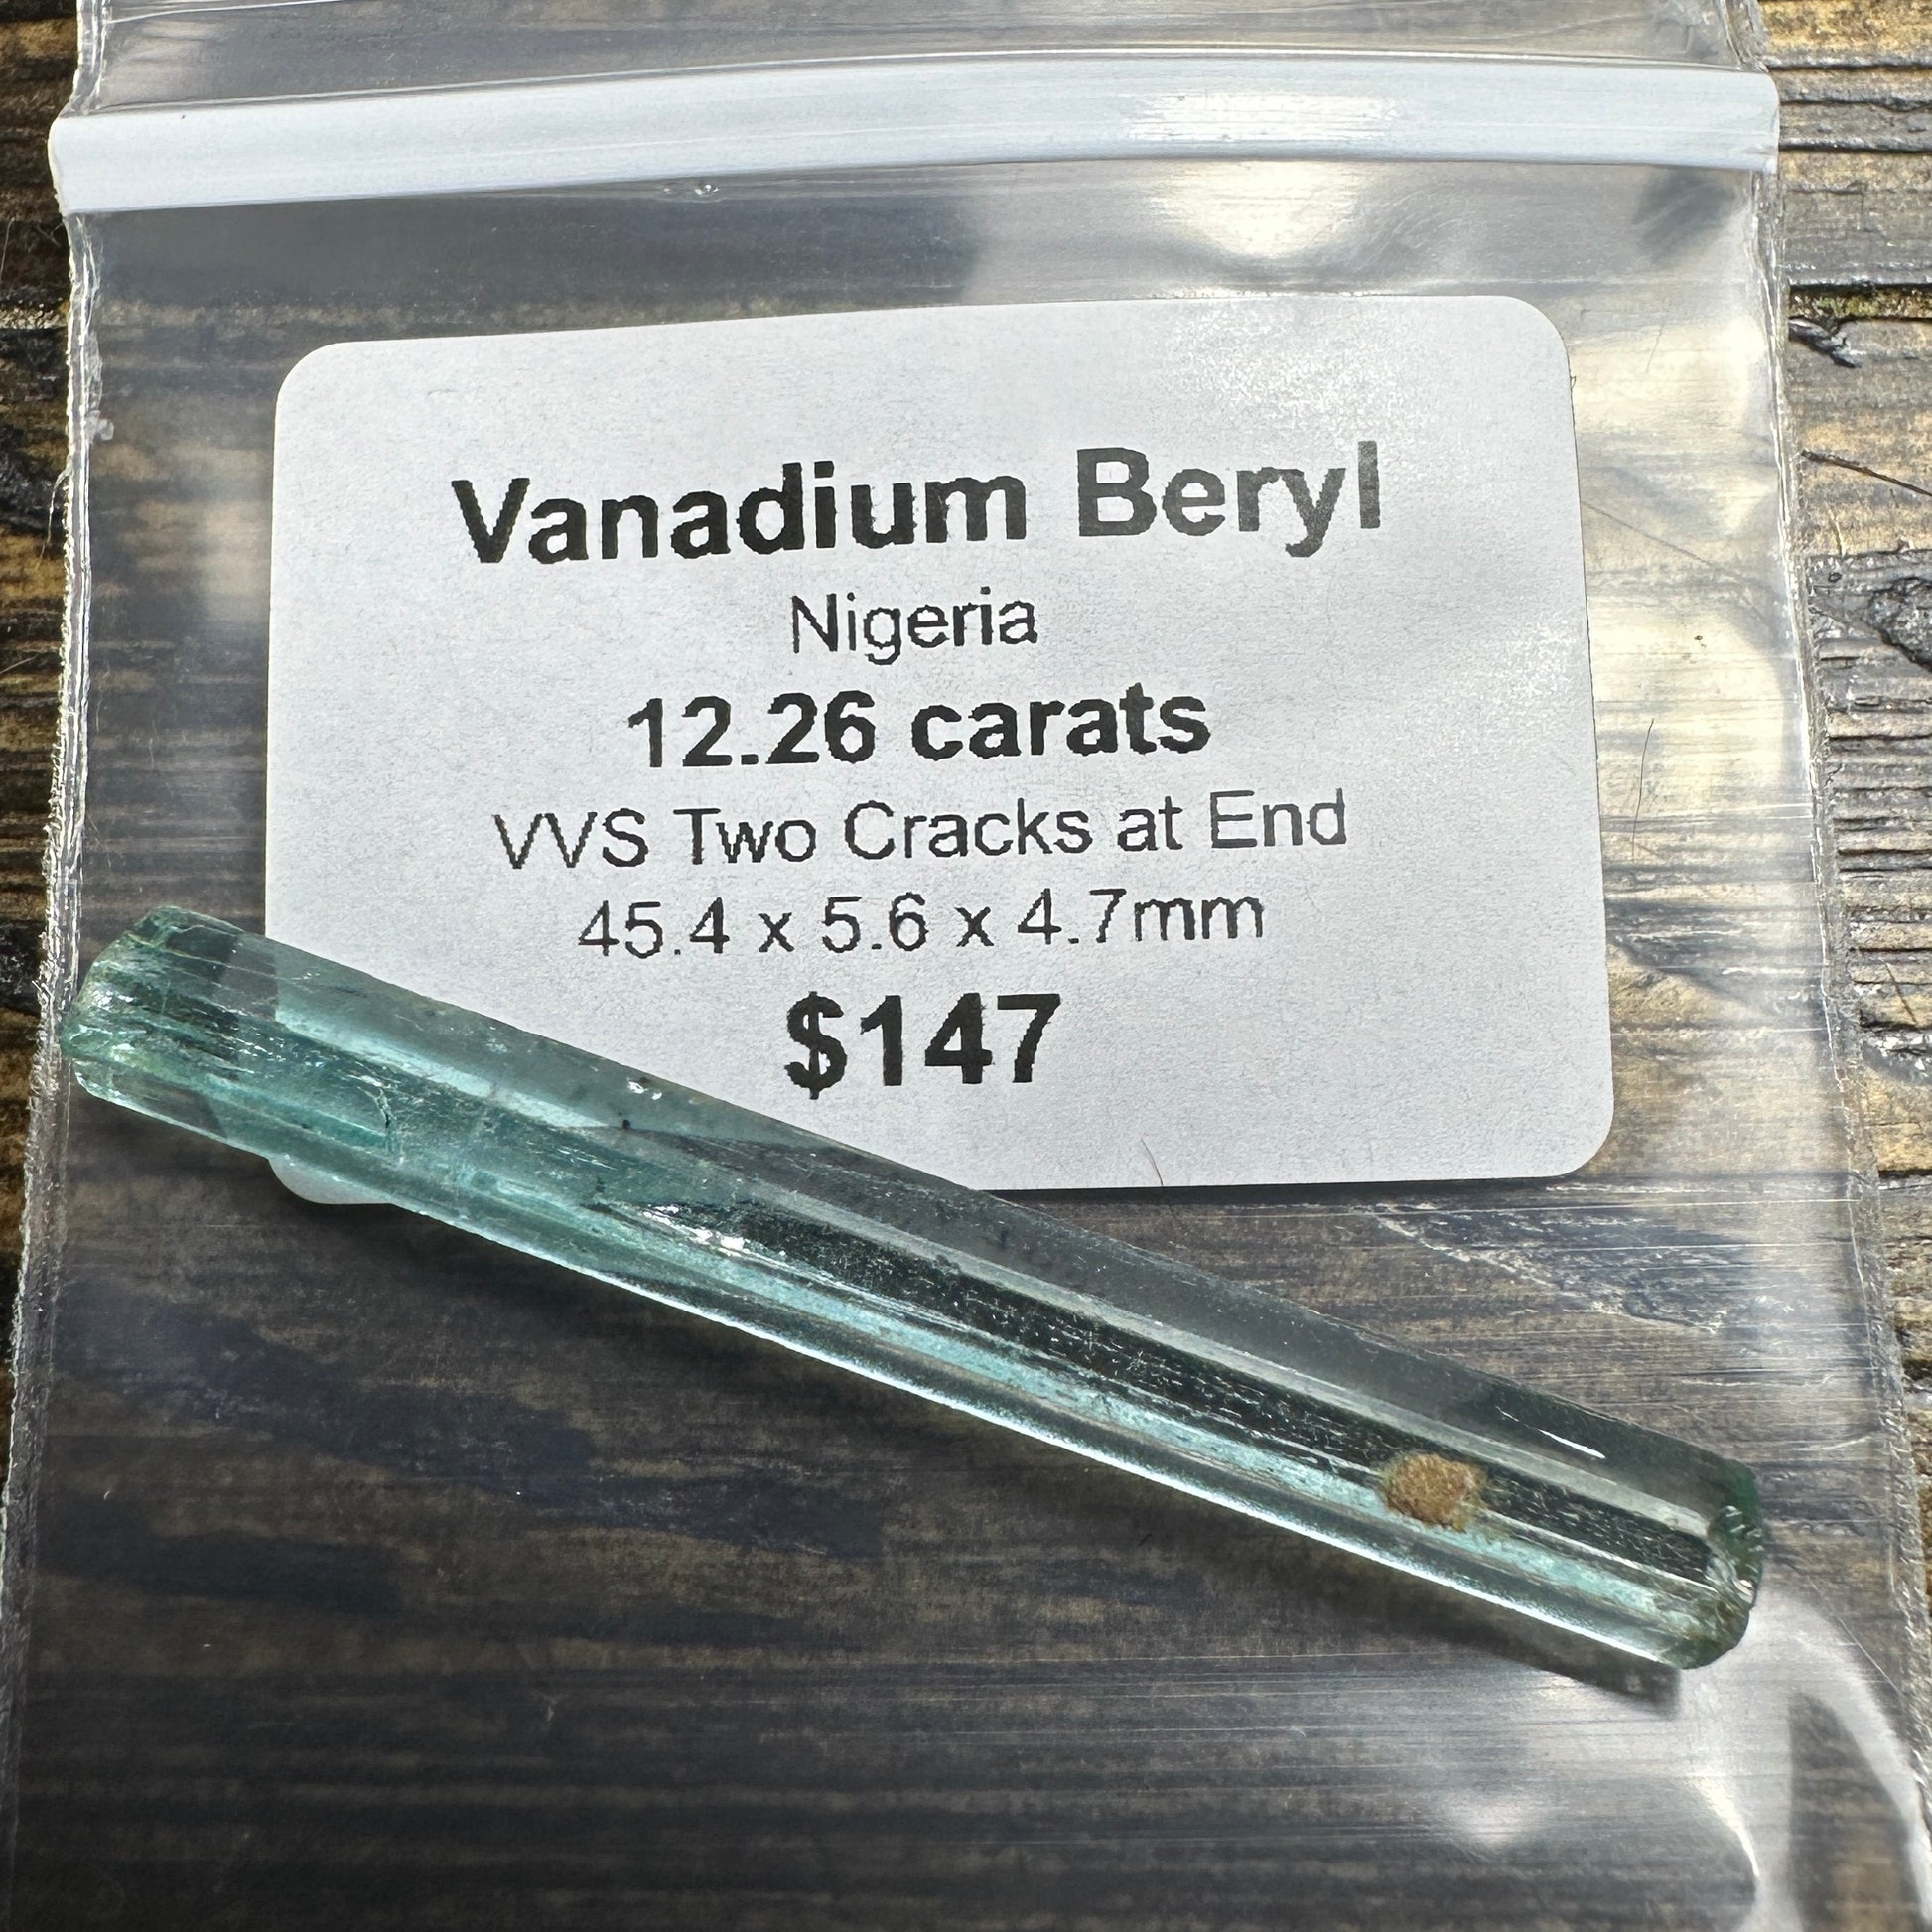 Vanadium Beryl
Nigeria
12.26 carats
VVS Two Cracks at End
45.4 x 5.6 x 4.7mm
$147